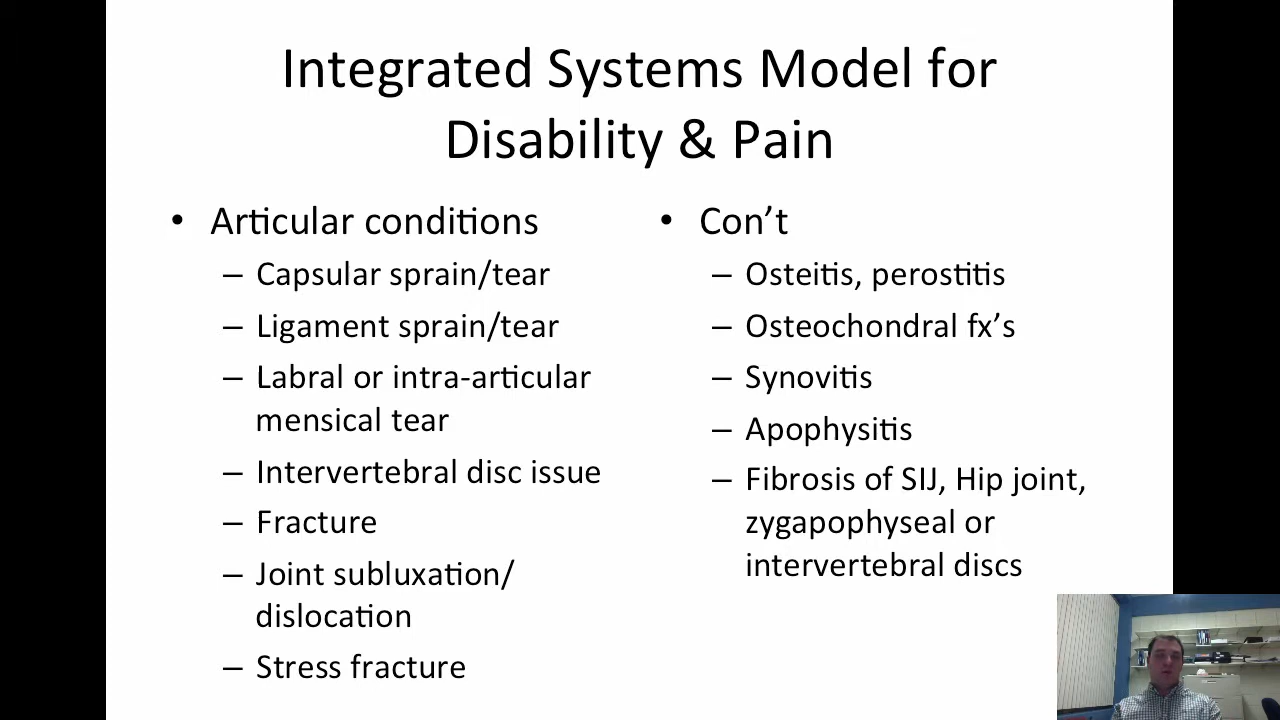 Integrated Systems Model for
Disability & Pain
• Articular conditions
– Capsular sprain/tear
– Ligament sprain/tear
– Labral or intra-articular
mensical tear
– Intervertebral disc issue
– Fracture
– Joint subluxation/
dislocation
– Stress fracture
• Con’t
– Osteitis, perostitis
– Osteochondral fx’s
– Synovitis
– Apophysitis
– Fibrosis of SIJ, Hip joint,
zygapophyseal or
intervertebral discs